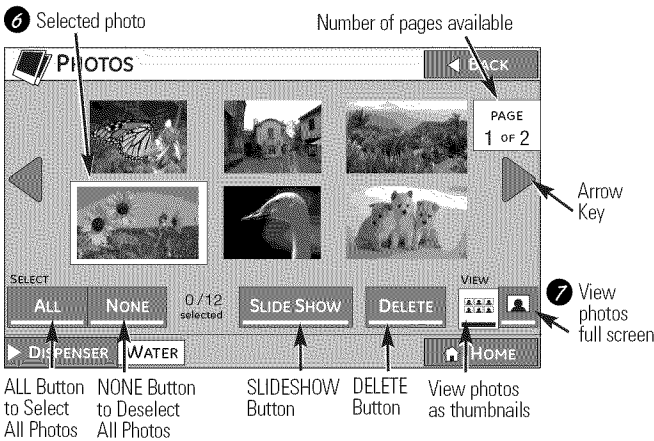 6 Selected photo
Number of pages available
PHOTOS
BACK
PAGE
1 OF 2
Arrow
Key
SELECT
ALL
NONE
0/12
selected
SLIDE SHOW
DELETE
VIEW
7 View
photos
full screen
DISPENSER
WATER
HOME
ALL Button
to Select
All Photos
NONE Button
to Deselect
All Photos
SLIDESHOW
Button
DELETE
Button
View photos
as thumbnails